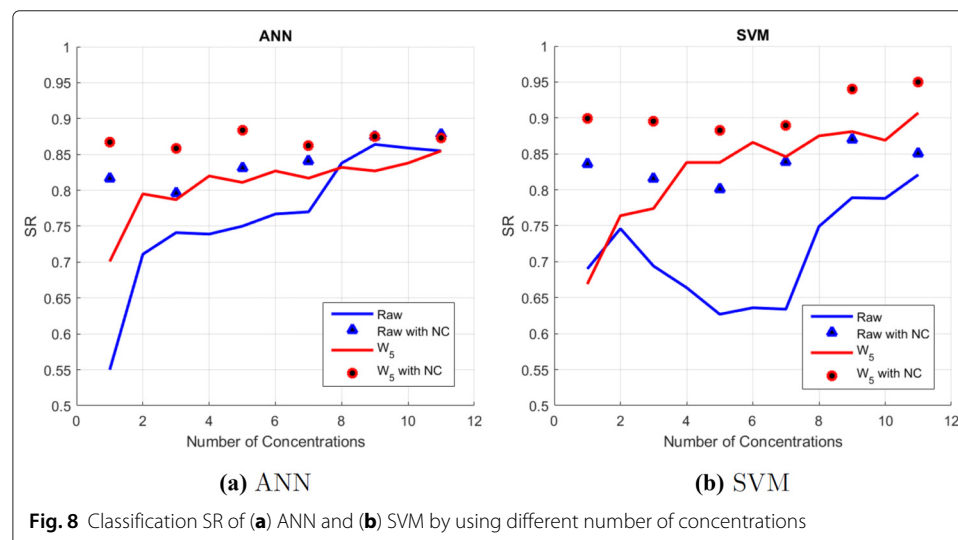 ANN
1
0.95
0.9
0.85
0.8
0.75
0.7
0.65
0.6
0.55
0.5
SR
0 2 4 6 8 10 12
Number of Concentrations
Raw
Raw with NC
W5
W5 with NC
(a) ANN
SVM
1
0.95
0.9
0.85
0.8
0.75
0.7
0.65
0.6
0.55
0.5
SR
0 2 4 6 8 10 12
Number of Concentrations
Raw
Raw with NC
W5
W5 with NC
(b) SVM
Fig. 8 Classification SR of (a) ANN and (b) SVM by using different number of concentrations